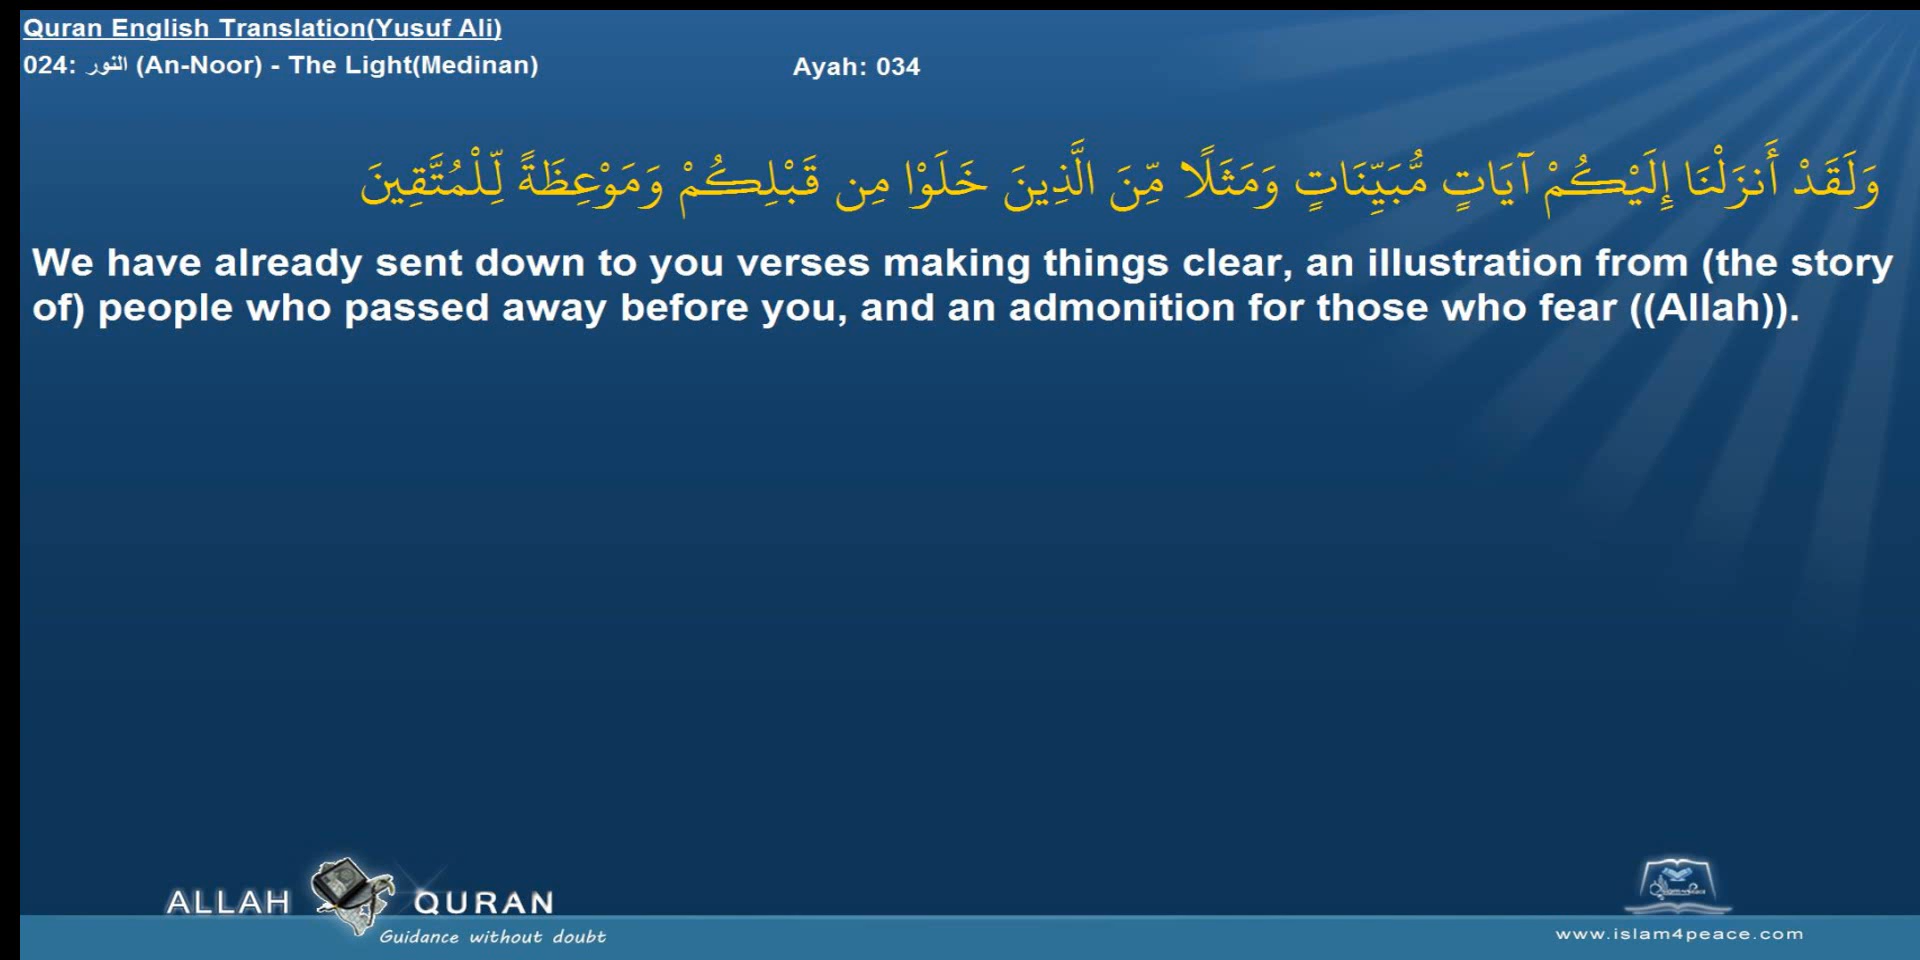 Quran English Translation(Yusuf Ali)
024: النور (An-Noor) - The Light(Medinan) Ayah: 034
وَلَقَدْ أَنزَلْنَا إِلَيْكُمْ آيَاتٍ مُّبَيِّنَاتٍ وَمَثَلًا مِّنَ الَّذِينَ خَلَوْا مِن قَبْلِكُمْ وَمَوْعِظَةً لِّلْمُتَّقِينَ
We have already sent down to you verses making things clear, an illustration from (the story
of) people who passed away before you, and an admonition for those who fear ((Allah)).
ALLAH QURAN
Guidance without doubt
www.islam4peace.com